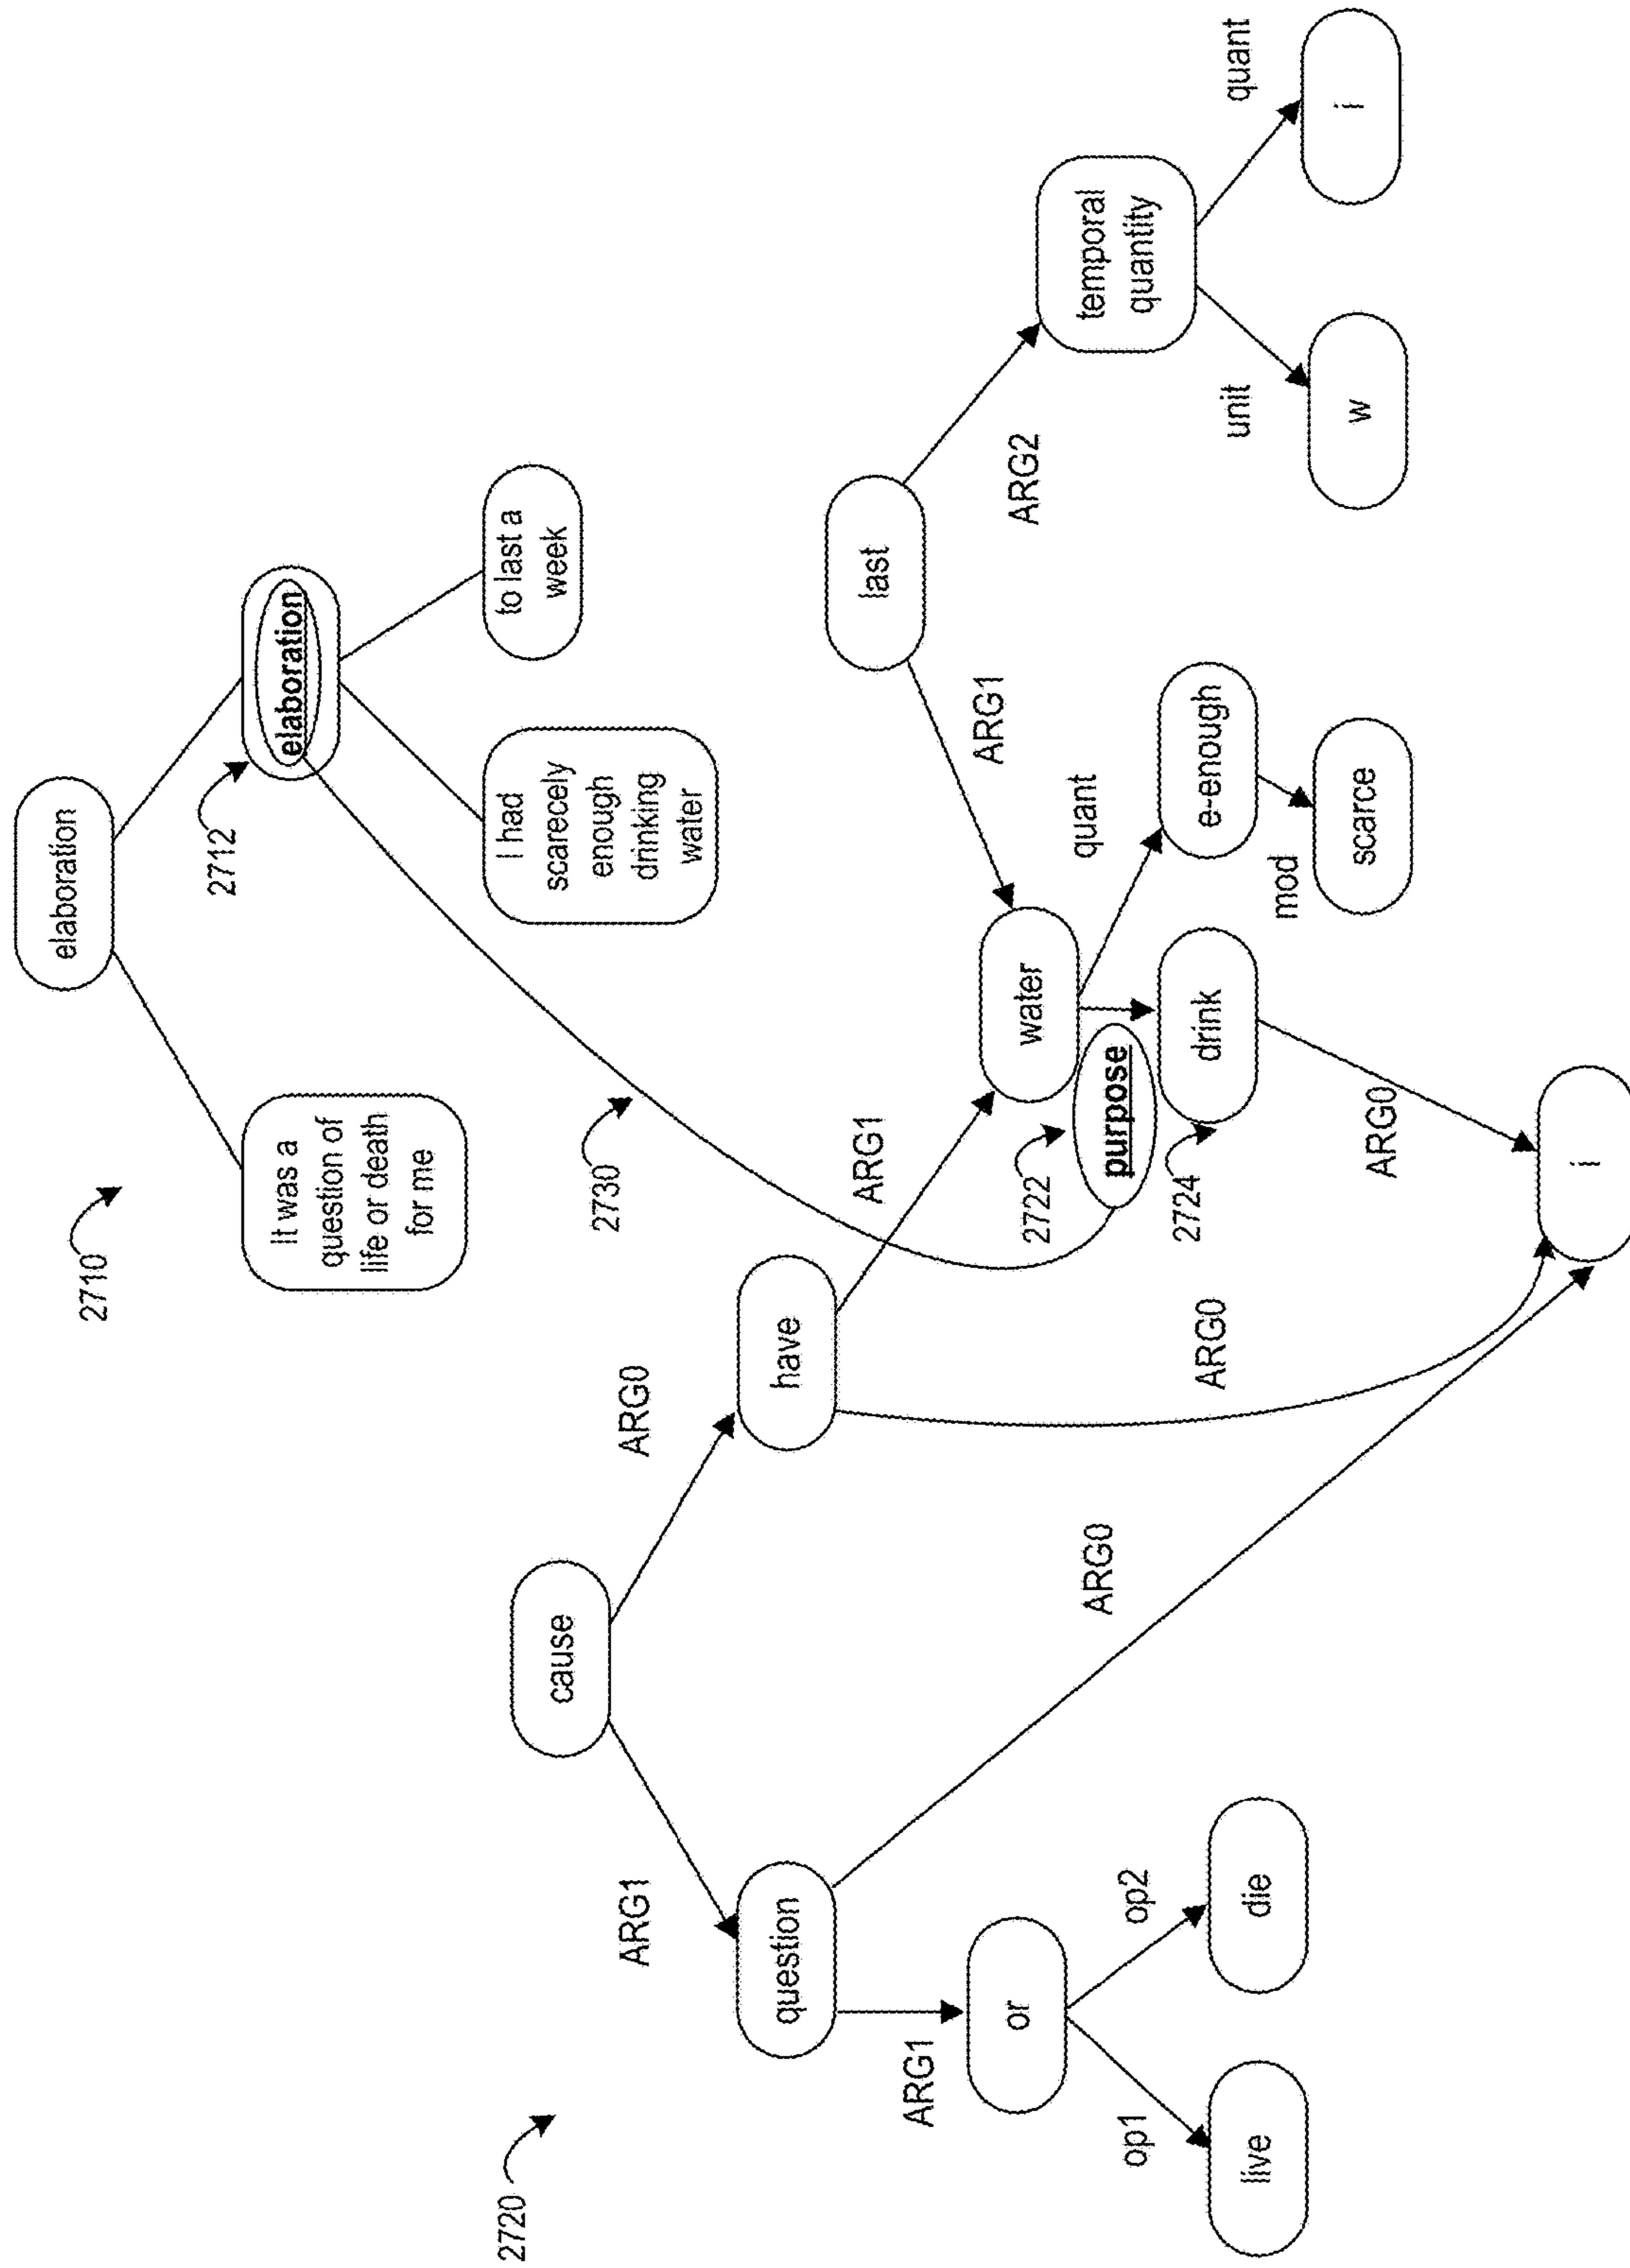 2710
elaboration
2712
elaboration
It was a
question of
life or death
for me
I had
scarecely
enough
drinking
water
to last a
week
2730
2720
cause
ARG1
ARG0
question
have
last
ARG1
ARG1
ARG2
ARG1
or
water
temporal
quantity
2722
purpose
quant
op1
op2
ARG0
ARG0
2724
drink
e-enough
unit
quant
live
die
mod
scarce
w
i
ARG0
i